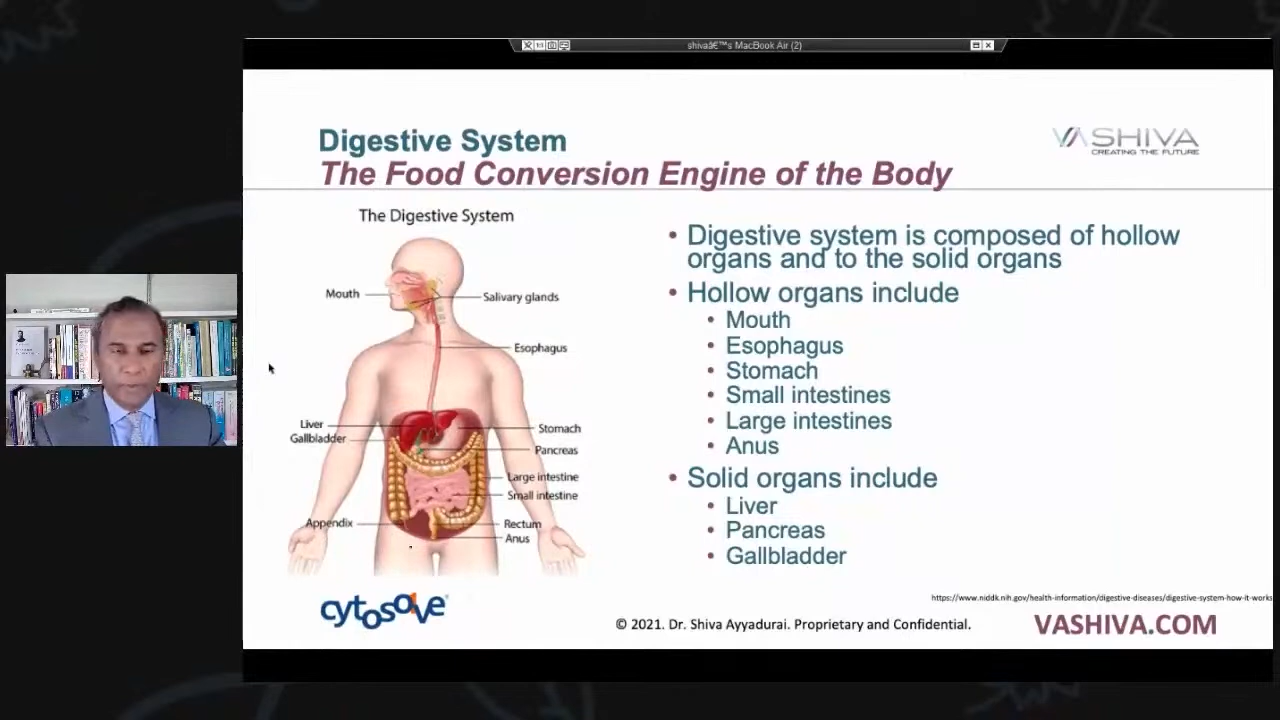 shivaâ€™s MacBook Air (2)
Digestive System
The Food Conversion Engine of the Body
VASHIVA
CREATING THE FUTURE
The Digestive System
Mouth
Salivary glands
Esophagus
Liver
Gallbladder
Stomach
Pancreas
Large intestine
Small intestine
Appendix
Rectum
Anus
• Digestive system is composed of hollow
organs and to the solid organs
• Hollow organs include
• Mouth
• Esophagus
• Stomach
• Small intestines
• Large intestines
• Anus
• Solid organs include
• Liver
• Pancreas
• Gallbladder
https://www.niddk.nih.gov/health-information/digestive-diseases/digestive-system-how-it-works
cytosolve
© 2021. Dr. Shiva Ayyadurai. Proprietary and Confidential.
VASHIVA.COM